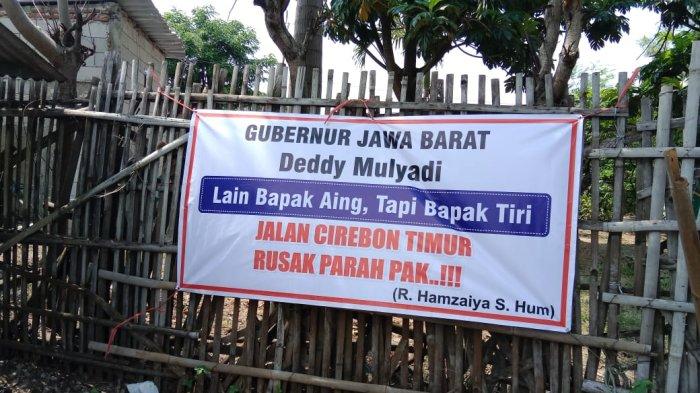 GUBERNUR JAWA BARAT
Deddy Mulyadi
Lain Bapak Aing, Tapi Bapak Tiri
JALAN CIREBON TIMUR
RUSAK PARAH PAK..!!!
(R. Hamzaiya S. Hum)